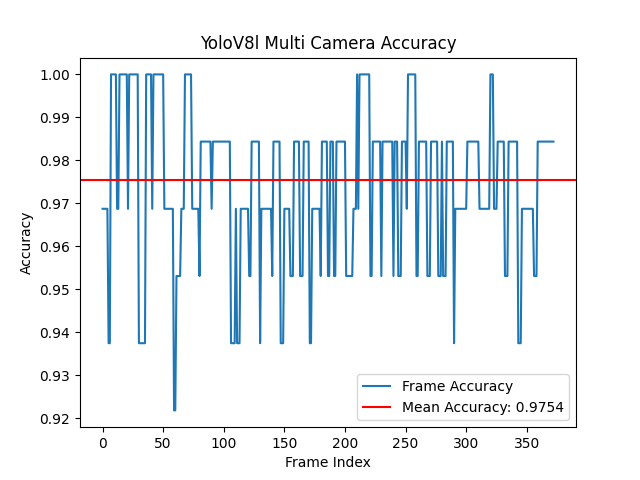 YoloV8l Multi Camera Accuracy
1.00
0.99
0.98
0.97
0.96
0.95
0.94
0.93
0.92
Accuracy
Frame Accuracy
Mean Accuracy: 0.9754
0 50 100 150 200 250 300 350
Frame Index